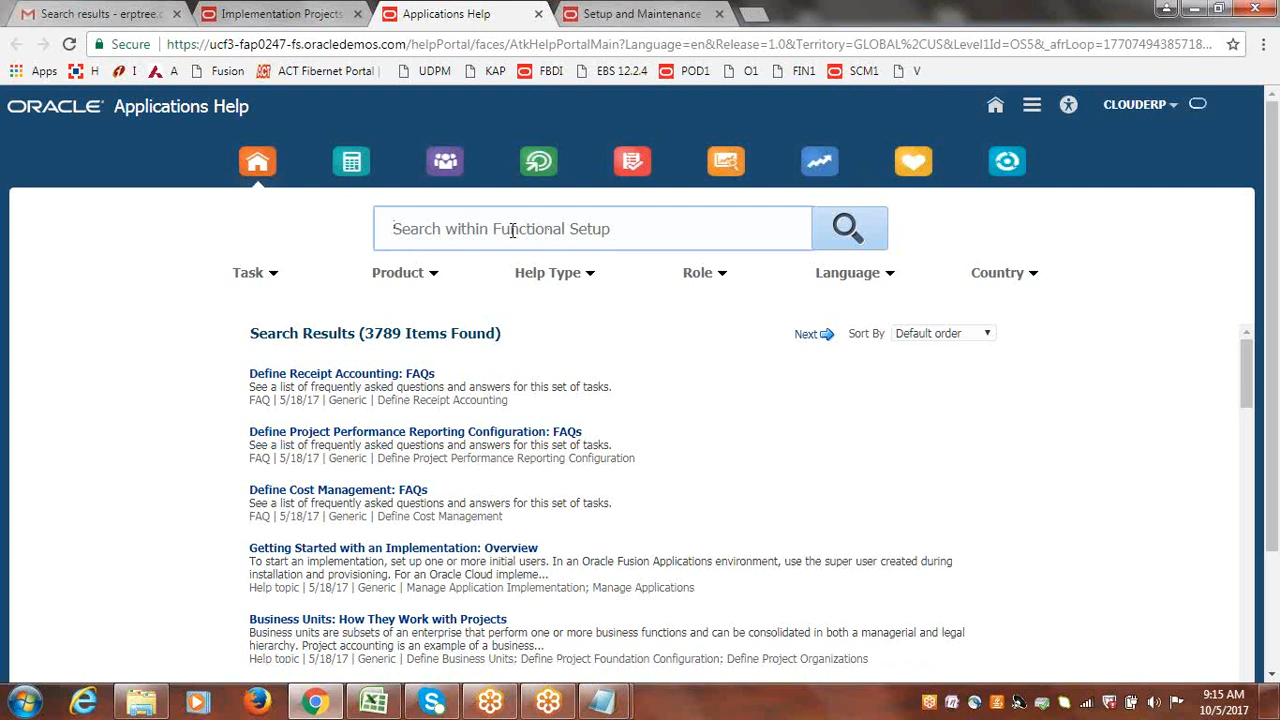 Search results - erptree.c
Implementation Projects
Applications Help
Setup and Maintenance
Secure
https://ucf3-fap0247-fs.oracledemos.com/helpPortal/faces/AtkHelpPortalMain?Language=en&Release=1.0&Territory=GLOBAL%2CUS&Level1Id=OS5&_afrLoop=17707494385718...
Apps H I A Fusion ACT Fibernet Portal UDPM KAP FBDI EBS 12.2.4 POD1 O1 FIN1 SCM1 V
ORACLE Applications Help
CLOUDERP
Search within Functional Setup
Task Product Help Type Role Language Country
Search Results (3789 Items Found)
Next Sort By Default order
Define Receipt Accounting: FAQs
See a list of frequently asked questions and answers for this set of tasks.
FAQ | 5/18/17 | Generic | Define Receipt Accounting
Define Project Performance Reporting Configuration: FAQs
See a list of frequently asked questions and answers for this set of tasks.
FAQ | 5/18/17 | Generic | Define Project Performance Reporting Configuration
Define Cost Management: FAQs
See a list of frequently asked questions and answers for this set of tasks.
FAQ | 5/18/17 | Generic | Define Cost Management
Getting Started with an Implementation: Overview
To start an implementation, set up one or more initial users. In an Oracle Fusion Applications environment, use the super user created during
installation and provisioning. For an Oracle Cloud impleme...
Help topic | 5/18/17 | Generic | Manage Application Implementation; Manage Applications
Business Units: How They Work with Projects
Business units are subsets of an enterprise that perform one or more business functions and can be consolidated in both a managerial and legal
hierarchy. Project accounting is an example of a business...
Help topic | 5/18/17 | Generic | Define Business Units; Define Project Foundation Configuration; Define Project Organizations
9:15 AM
10/5/2017